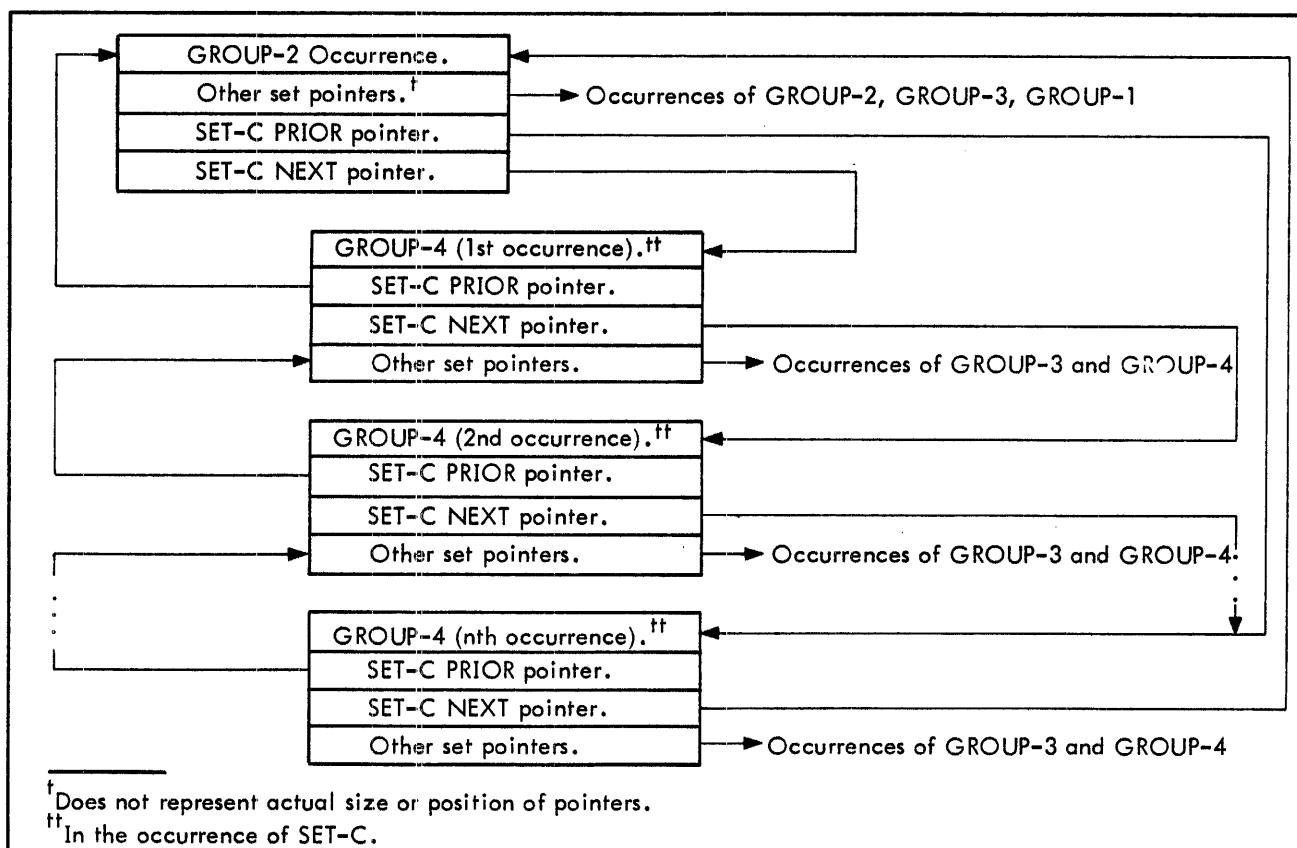 GROUP-2 Occurrence.
Other set pointers.† Occurrences of GROUP-2, GROUP-3, GROUP-1
SET-C PRIOR pointer.
SET-C NEXT pointer.
GROUP-4 (1st occurrence).††
SET-C PRIOR pointer.
SET-C NEXT pointer.
Other set pointers. Occurrences of GROUP-3 and GROUP-4
GROUP-4 (2nd occurrence).††
SET-C PRIOR pointer.
SET-C NEXT pointer.
Other set pointers. Occurrences of GROUP-3 and GROUP-4
GROUP-4 (nth occurrence).††
SET-C PRIOR pointer.
SET-C NEXT pointer.
Other set pointers. Occurrences of GROUP-3 and GROUP-4
†Does not represent actual size or position of pointers.
††In the occurrence of SET-C.